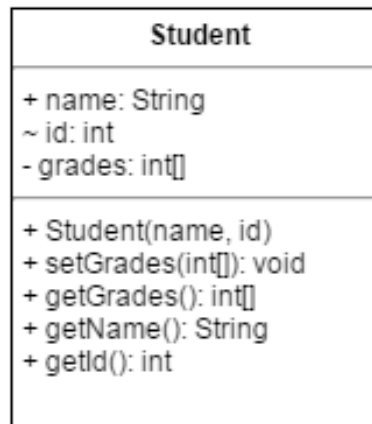 Student
+ name: String
~ id: int
- grades: int[]
+ Student(name, id)
+ setGrades(int[]): void
+ getGrades(): int[]
+ getName(): String
+ getId(): int